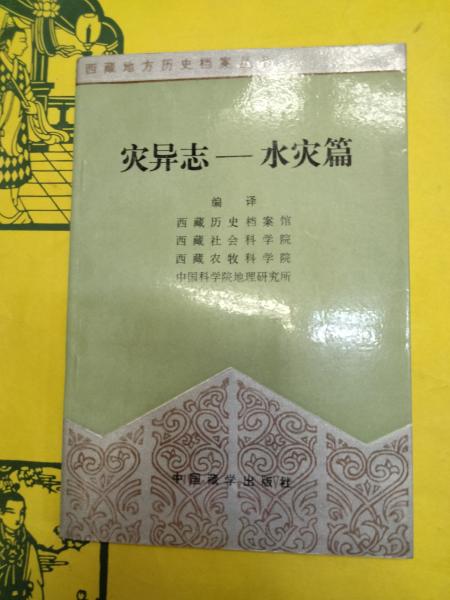 西藏地方历史档案
灾异志—水灾篇
编 译
西藏历史档案馆
西藏社会科学院
西藏农牧科学院
中国科学院地理研究所
中国藏学出版社